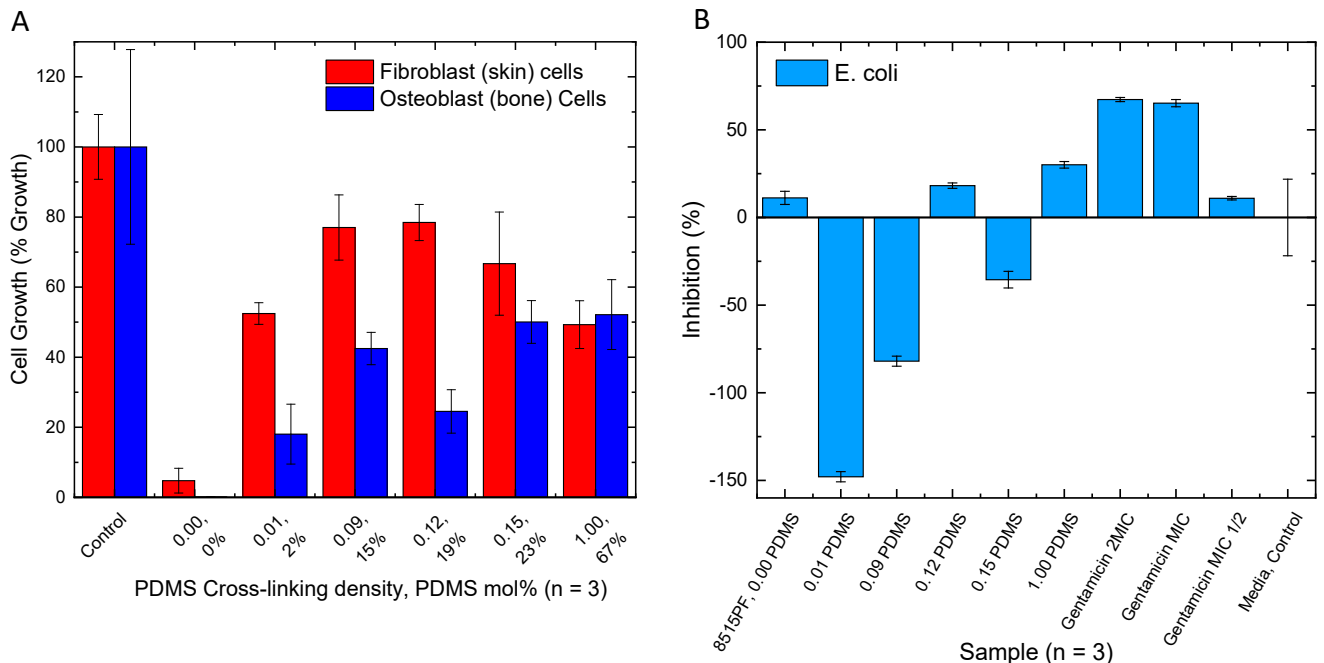 A
Fibroblast (skin) cells
Osteoblast (bone) Cells
Cell Growth (% Growth)
120
100
80
60
40
20
0
Control
0.00,
0%
0.01,
2%
0.09,
15%
0.12,
19%
0.15,
23%
1.00,
67%
PDMS Cross-linking density, PDMS mol% (n = 3)
B
E. coli
Inhibition (%)
100
50
0
-50
-100
-150
8515PF, 0.00 PDMS
0.01 PDMS
0.09 PDMS
0.12 PDMS
0.15 PDMS
1.00 PDMS
Gentamicin 2MIC
Gentamicin MIC
Gentamicin MIC 1/2
Media, Control
Sample (n = 3)